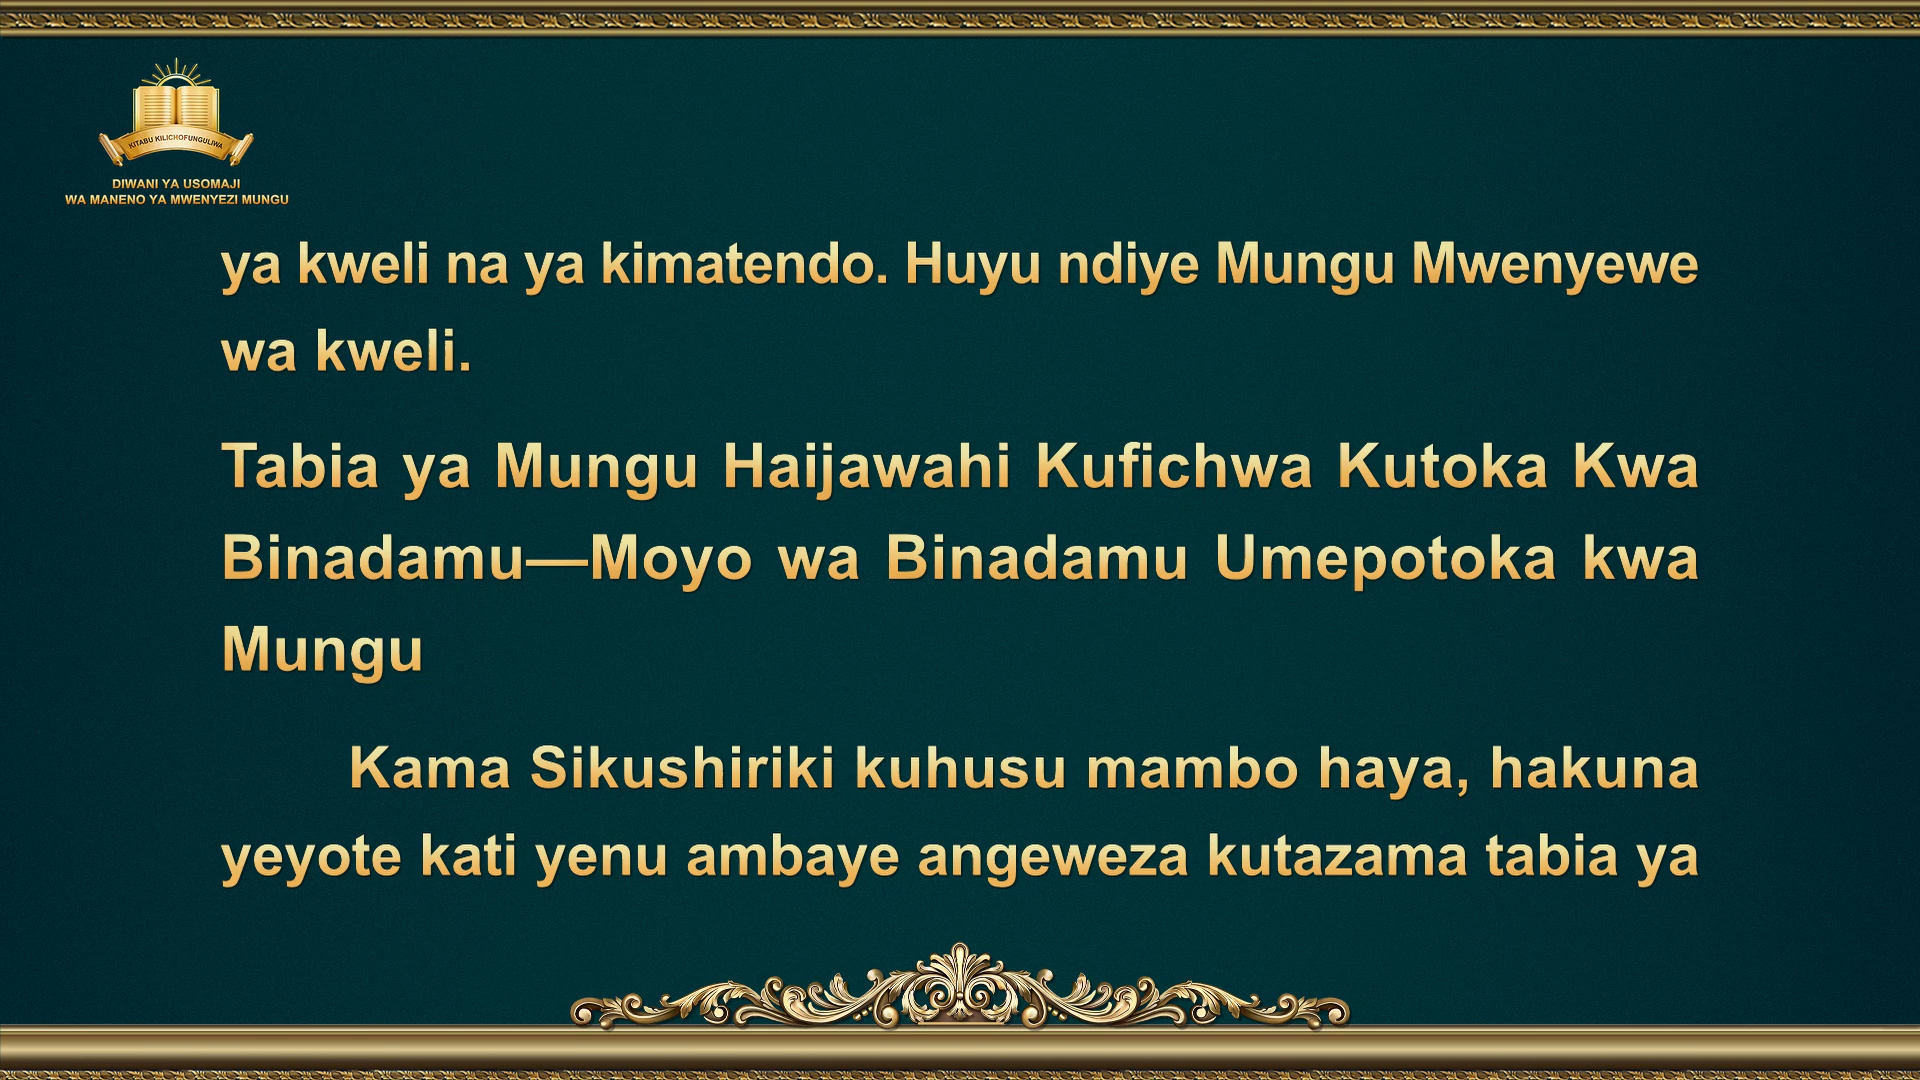 KITABU KILICHOFUNGULIWA
DIWANI YA USOMAJI
WA MANENO YA MWENYEZI MUNGU
ya kweli na ya kimatendo. Huyu ndiye Mungu Mwenyewe
wa kweli.
Tabia ya Mungu Haijawahi Kufichwa Kutoka Kwa
Binadamu—Moyo wa Binadamu Umepotoka kwa
Mungu
Kama Sikushiriki kuhusu mambo haya, hakuna
yeyote kati yenu ambaye angeweza kutazama tabia ya